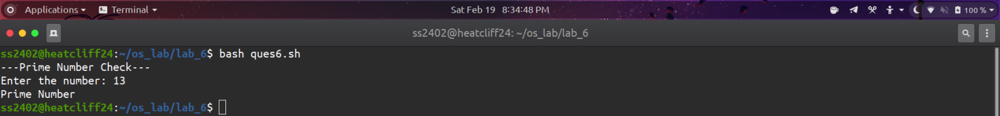 Applications Terminal Sat Feb 19 8:34:48 PM 100 %
ss2402@heatcliff24: ~/os_lab/lab_6
ss2402@heatcliff24:~/os_lab/lab_6$ bash ques6.sh
---Prime Number Check---
Enter the number: 13
Prime Number
ss2402@heatcliff24:~/os_lab/lab_6$